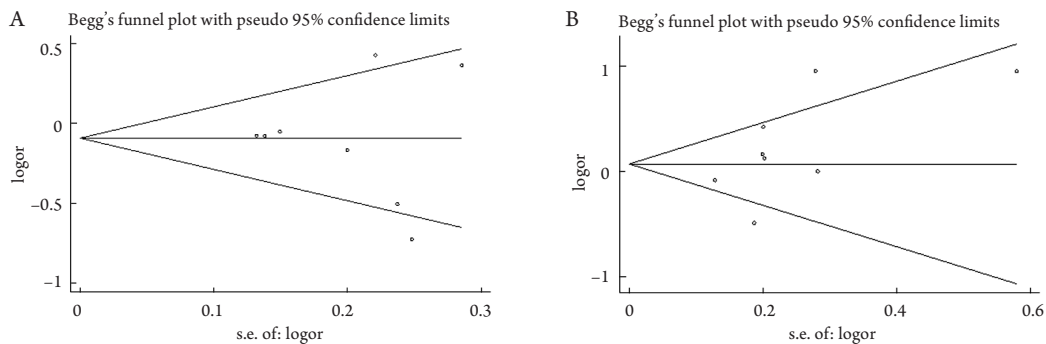 A
Begg's funnel plot with pseudo 95% confidence limits
0.5
0
−0.5
−1
logor
0
0.1
0.2
0.3
s.e. of: logor
B
Begg's funnel plot with pseudo 95% confidence limits
1
0
−1
logor
0
0.2
0.4
0.6
s.e. of: logor